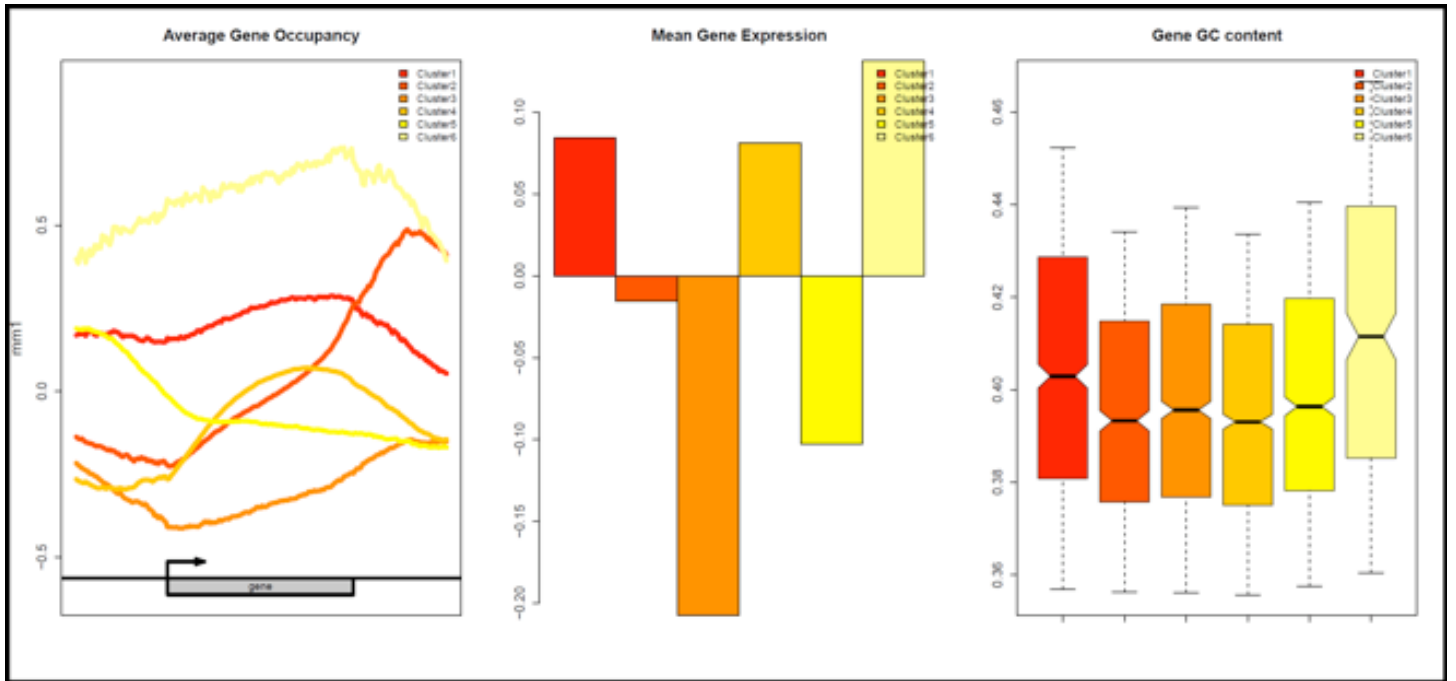 Average Gene Occupancy
Mean Gene Expression
Gene GC content
Cluster1
Cluster2
Cluster3
Cluster4
Cluster5
Cluster6
mm1
0.5
0.0
−0.5
gene
Cluster1
Cluster2
Cluster3
Cluster4
Cluster5
Cluster6
0.10
0.05
0.00
−0.05
−0.10
−0.15
−0.20
Cluster1
Cluster2
Cluster3
Cluster4
Cluster5
Cluster6
0.46
0.44
0.42
0.40
0.38
0.36